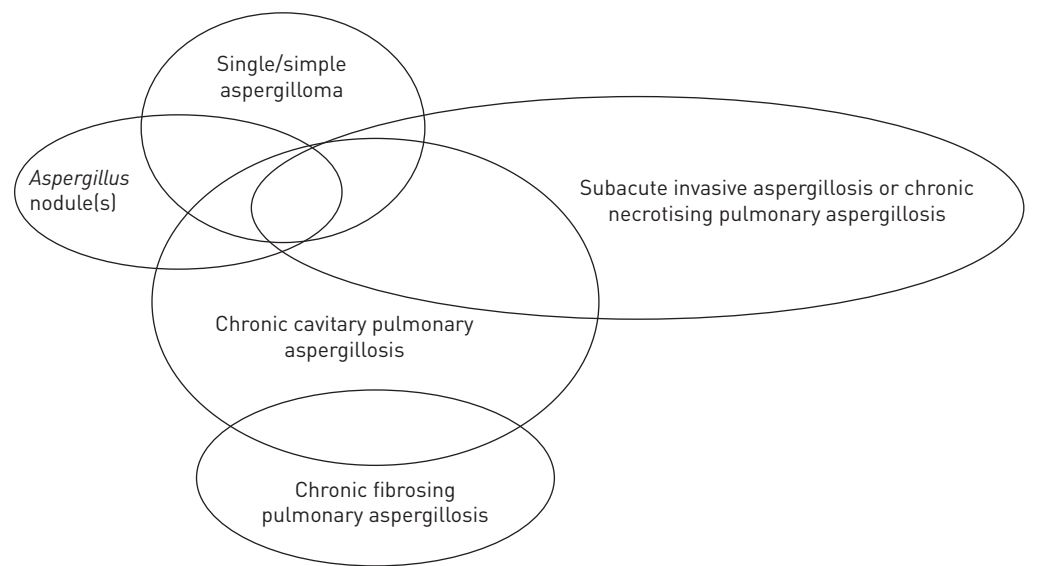 Single/simple
aspergilloma
Aspergillus
nodule(s)
Subacute invasive aspergillosis or chronic
necrotising pulmonary aspergillosis
Chronic cavitary pulmonary
aspergillosis
Chronic fibrosing
pulmonary aspergillosis